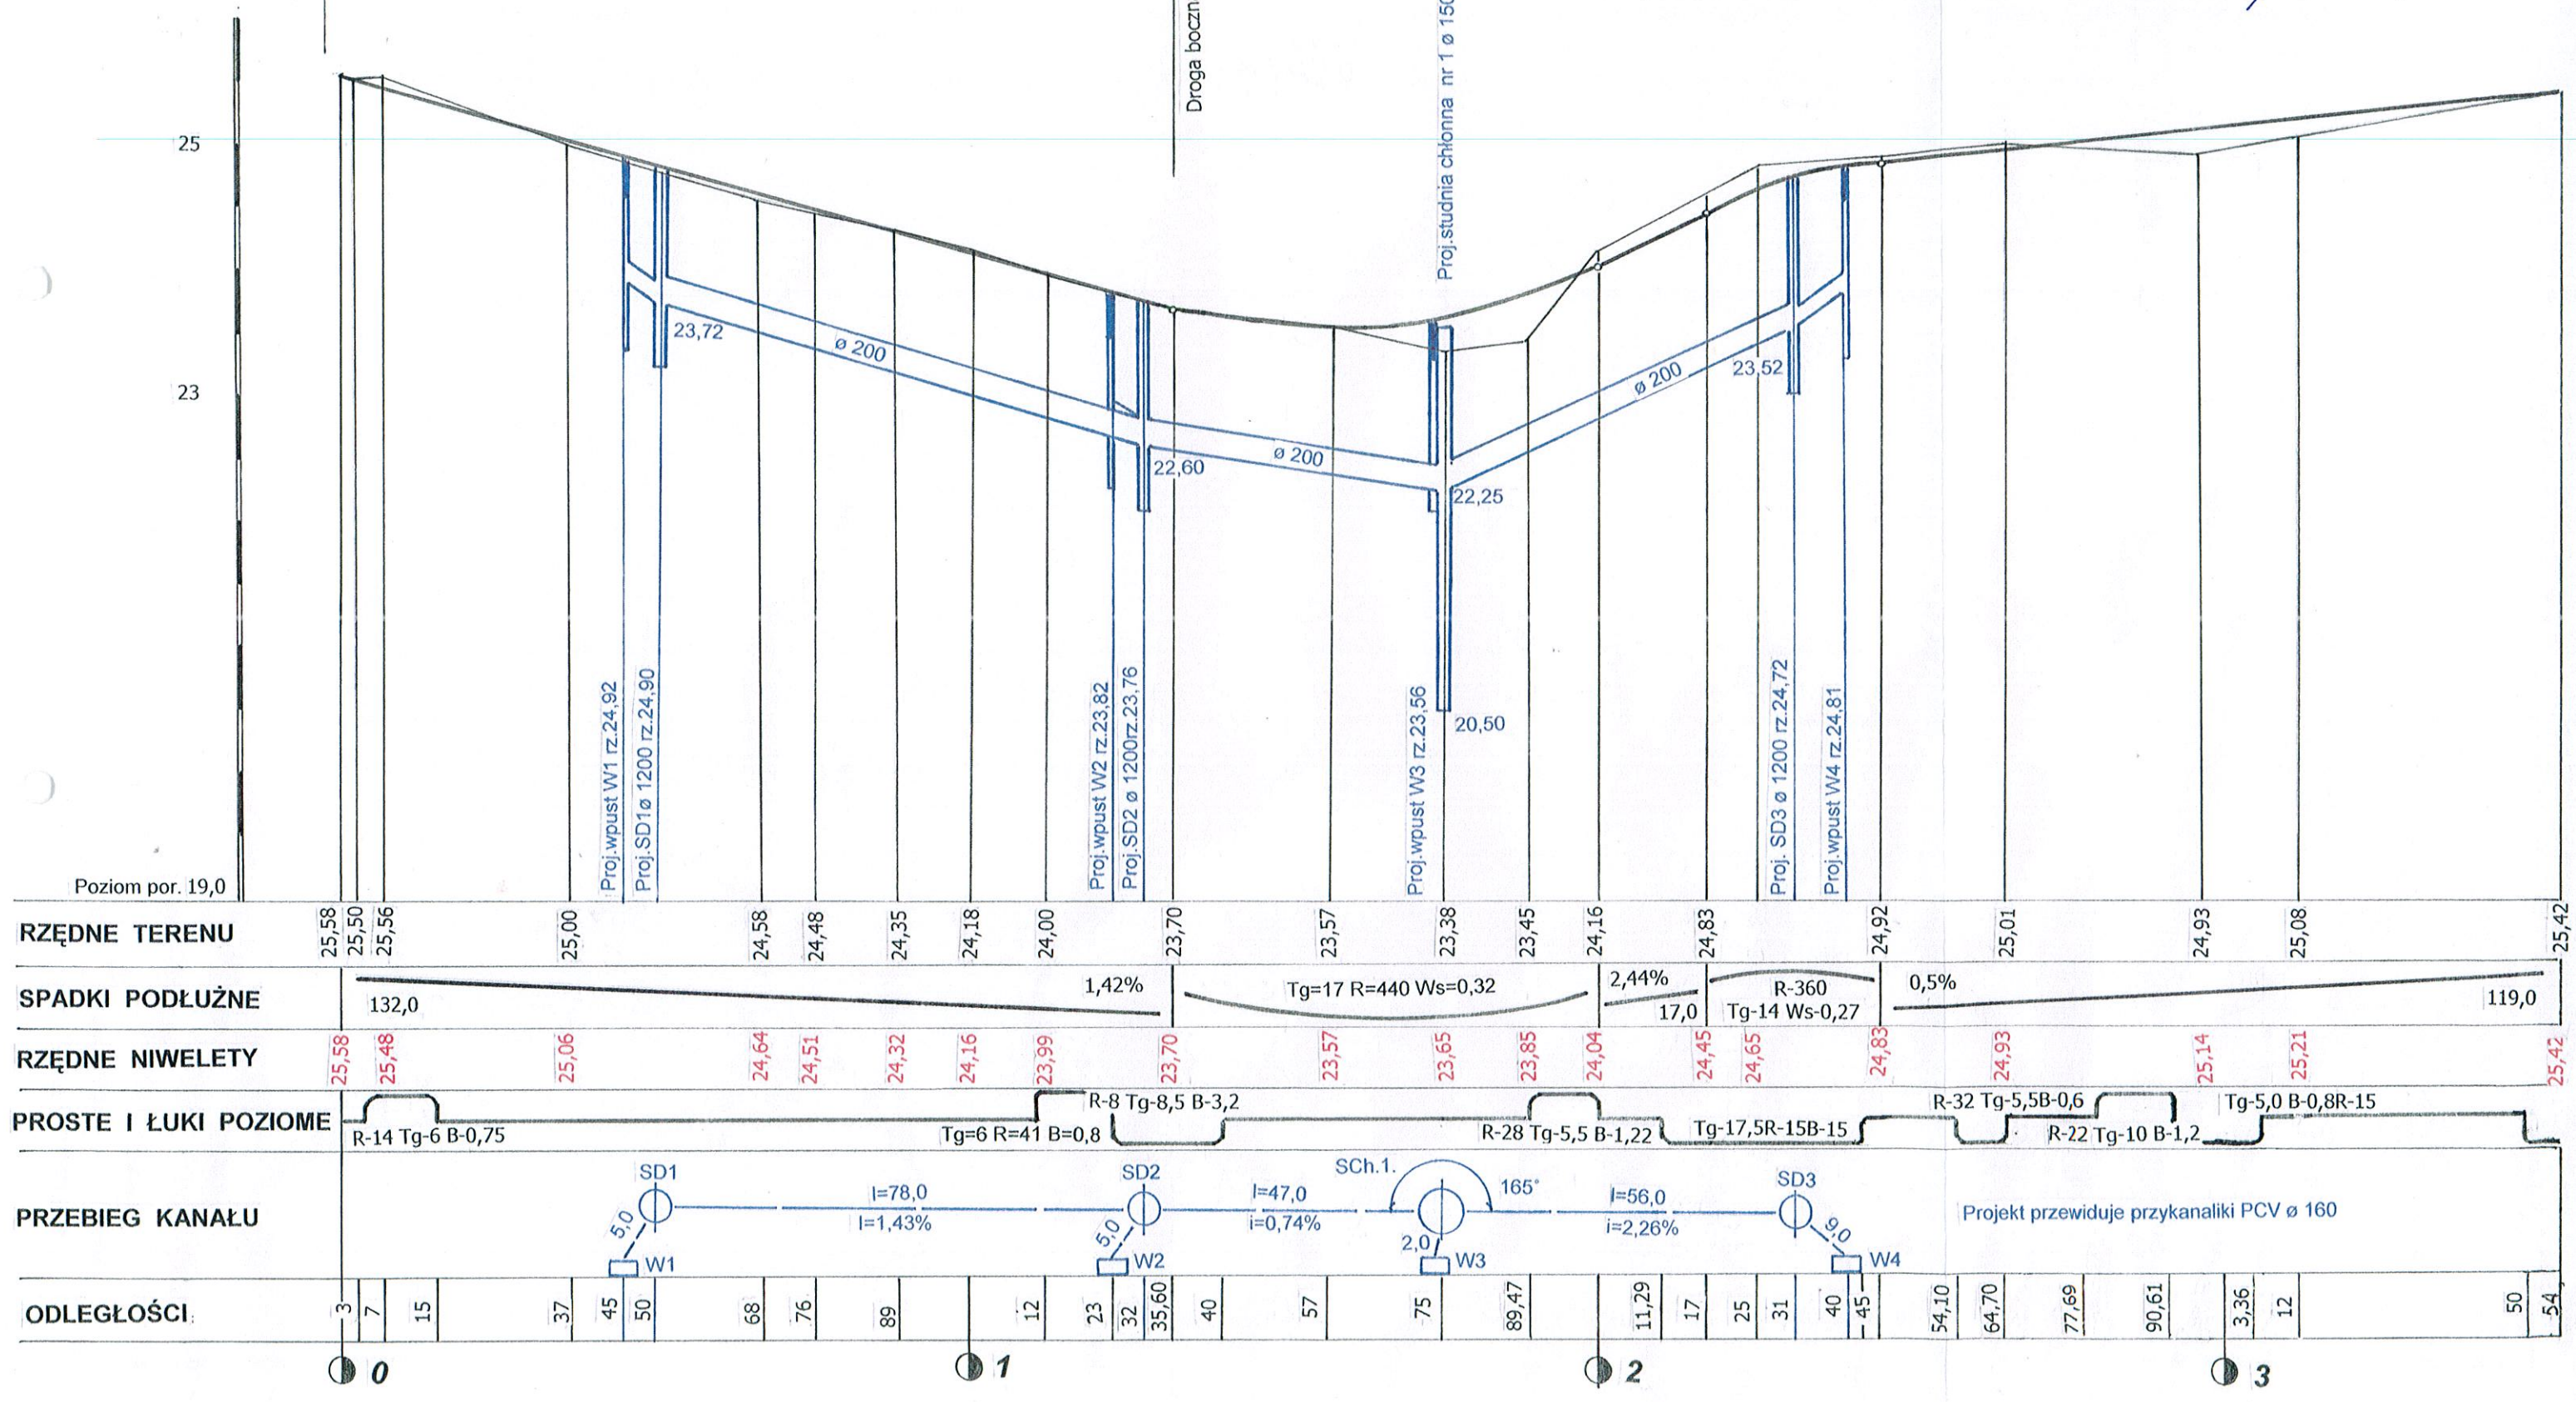 Droga boczn
Proj.studnia chłonna nr 1 ø 150
25
23
23,72
ø 200
22,60
ø 200
22,25
ø 200
23,52
20,50
Proj.wpust W1 rz.24,92
Proj.SD1ø 1200 rz.24,90
Proj.wpust W2 rz.23,82
Proj.SD2 ø 1200rz.23,76
Proj.wpust W3 rz.23,56
Proj. SD3 ø 1200 rz.24,72
Proj.wpust W4 rz.24,81
Poziom por. 19,0
RZĘDNE TERENU 25,58 25,50 25,56 25,00 24,58 24,48 24,35 24,18 24,00 23,70 23,57 23,38 23,45 24,16 24,83 24,92 25,01 24,93 25,08 25,42
SPADKI PODŁUŻNE 132,0 1,42% Tg=17 R=440 Ws=0,32 2,44% 17,0 R-360 Tg-14 Ws-0,27 0,5% 119,0
RZĘDNE NIWELETY 25,58 25,48 25,06 24,64 24,51 24,32 24,16 23,99 23,70 23,57 23,65 23,85 24,04 24,45 24,65 24,83 24,93 25,14 25,21 25,42
PROSTE I ŁUKI POZIOME R-14 Tg-6 B-0,75 Tg=6 R=41 B=0,8 R-8 Tg-8,5 B-3,2 R-28 Tg-5,5 B-1,22 Tg-17,5R-15B-15 R-32 Tg-5,5B-0,6 R-22 Tg-10 B-1,2 Tg-5,0 B-0,8R-15
SD1 SD2 SCh.1. 165° SD3
PRZEBIEG KANAŁU l=78,0 l=47,0 l=56,0 Projekt przewiduje przykanaliki PCV ø 160
I=1,43% i=0,74% i=2,26%
5,0 W1 5,0 W2 2,0 W3 9,0 W4
ODLEGŁOŚCI: 3 7 15 37 45 50 68 76 89 12 23 32 35,60 40 57 75 89,47 11,29 17 25 31 40 45 54,10 64,70 77,69 90,61 3,36 12 50 54
0 1 2 3